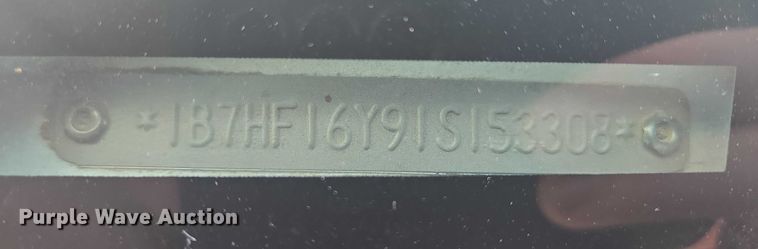 *1B7HF16Y91S153308*
Purple Wave Auction